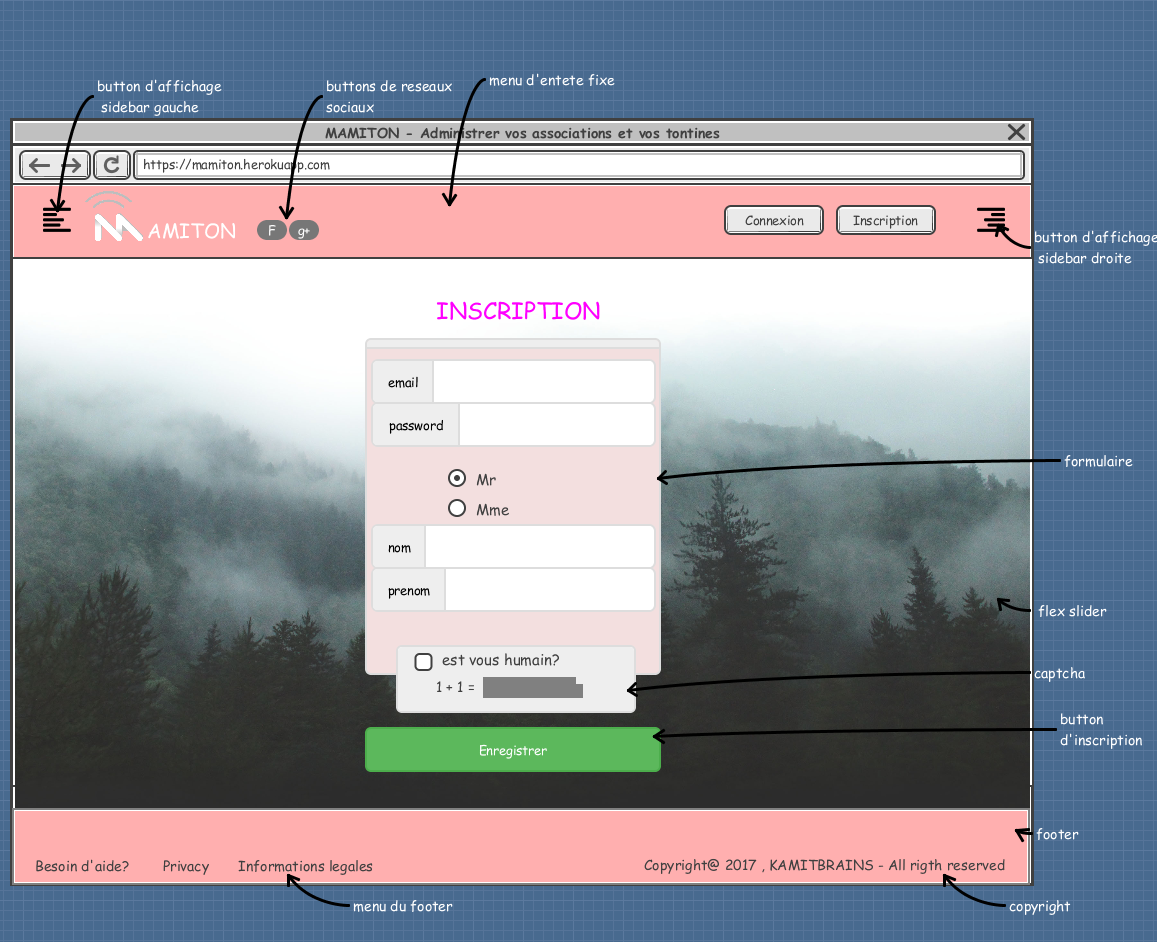 button d'affichage
sidebar gauche
buttons de reseaux
sociaux
menu d'entete fixe
MAMITON - Administrer vos associations et vos tontines
https://mamiton.herokuapp.com
AMITON
F
g+
Connexion
Inscription
button d'affichage
sidebar droite
INSCRIPTION
email
password
Mr
Mme
formulaire
nom
prenom
flex slider
est vous humain?
1 + 1 =
captcha
button
d'inscription
Enregistrer
footer
Besoin d'aide?
Privacy
Informations legales
Copyright@ 2017 , KAMITBRAINS - All rigth reserved
menu du footer
copyright